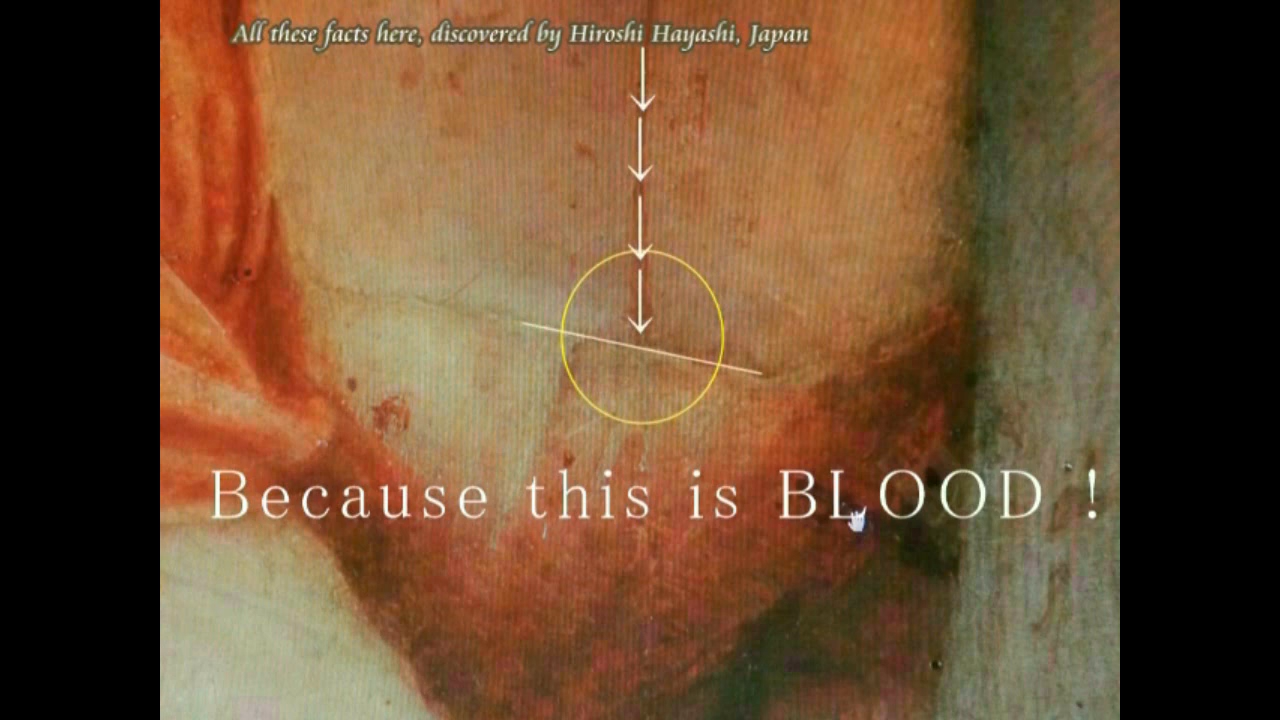 All these facts here, discovered by Hiroshi Hayashi, Japan
Because this is BLOOD !